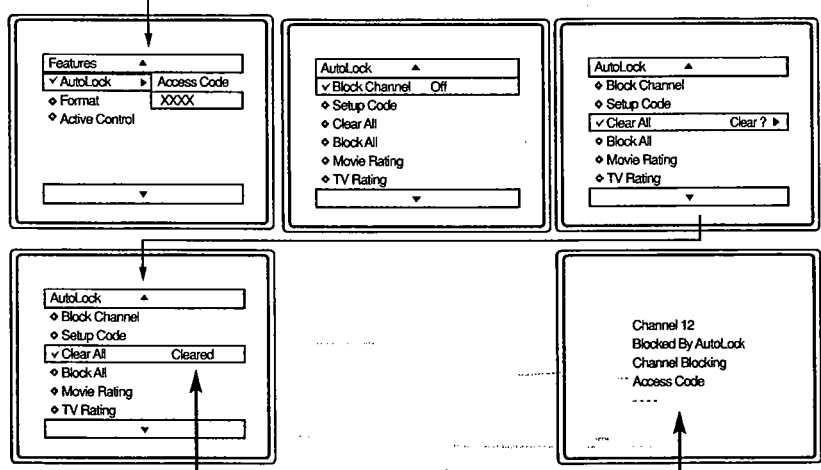 Features
AutoLock Access Code
Format XXXX
Active Control
AutoLock
Block Channel Off
Setup Code
Clear All
Block All
Movie Rating
TV Rating
AutoLock
Block Channel
Setup Code
Clear All Clear ?
Block All
Movie Rating
TV Rating
AutoLock
Block Channel
Setup Code
Clear All Cleared
Block All
Movie Rating
TV Rating
Channel 12
Blocked By AutoLock
Channel Blocking
Access Code
- - - -